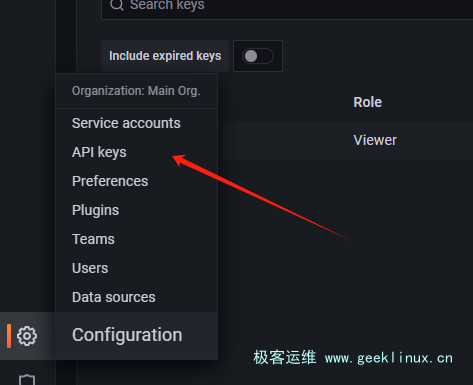 Search keys
Include expired keys
Organization: Main Org.
Role
Service accounts
API keys
Viewer
Preferences
Plugins
Teams
Users
Data sources
Configuration
极客运维 www.geeklinux.cn